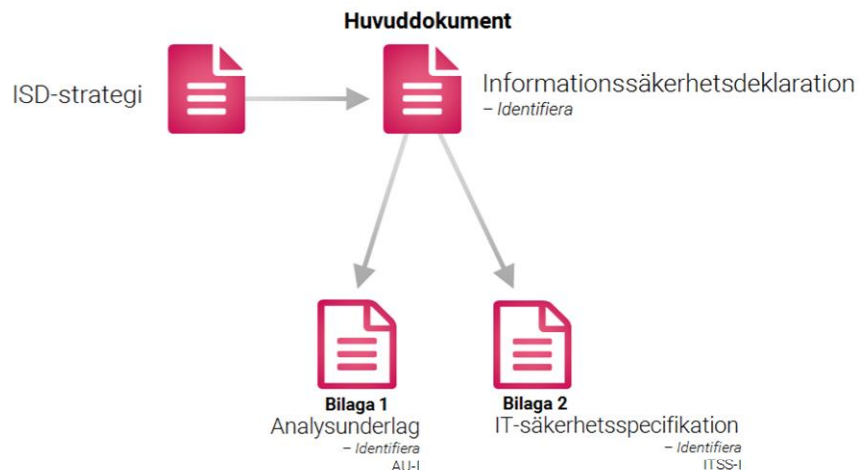 Huvuddokument
ISD-strategi
Informationssäkerhetsdeklaration
– Identifiera
Bilaga 1
Analysunderlag
– Identifiera
AU-I
Bilaga 2
IT-säkerhetsspecifikation
– Identifiera
ITSS-I